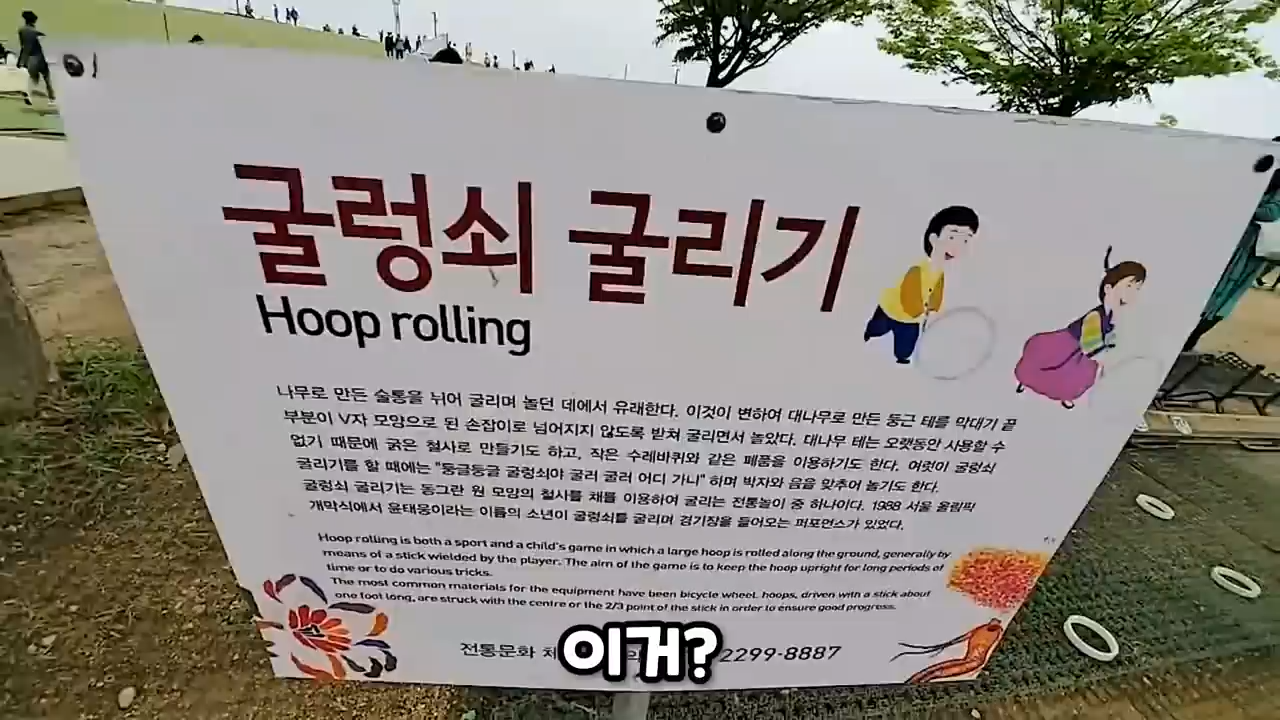 굴렁쇠 굴리기
Hoop rolling
나무로 만든 술통을 뉘어 굴리며 놀던 데에서 유래한다. 이것이 변하여 대나무로 만든 둥근 테를 막대기 끝
부분이 V자 모양으로 된 손잡이로 넘어지지 않도록 받쳐 굴리면서 놀았다. 대나무 테는 오랫동안 사용할 수
없기 때문에 굵은 철사로 만들기도 하고, 작은 수레바퀴와 같은 폐품을 이용하기도 한다. 여럿이 굴렁쇠
굴리기를 할 때에는 "둥글둥글 굴렁쇠야 굴러 굴러 어디 가니" 하며 박자와 음을 맞추어 놀기도 한다.
굴렁쇠 굴리기는 동그란 원 모양의 철사를 채를 이용하여 굴리는 전통놀이 중 하나이다. 1988 서울 올림픽
개막식에서 윤태웅이라는 이름의 소년이 굴렁쇠를 굴리며 경기장을 들어오는 퍼포먼스가 있었다.
Hoop rolling is both a sport and a child's game in which a large hoop is rolled along the ground, generally by
means of a stick wielded by the player. The aim of the game is to keep the hoop upright for long periods of
time or to do various tricks.
The most common materials for the equipment have been bicycle wheel, hoops, driven with a stick about
one foot long, are struck with the centre or the 2/3 point of the stick in order to ensure good progress.
전통문화 2299-8887
이거?